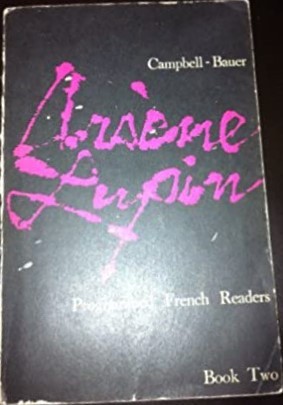 Campbell-Bauer
Arsène
Lupin
Programmed French Readers
Book Two